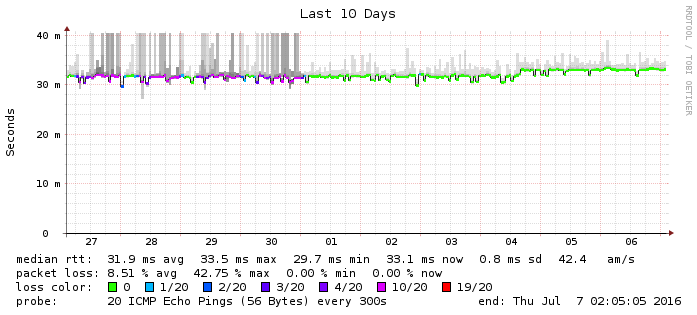 Last 10 Days
RRDTOOL / TOBI OETIKER
Seconds
40 m
30 m
20 m
10 m
0
27 28 29 30 01 02 03 04 05 06
median rtt: 31.9 ms avg 33.5 ms max 29.7 ms min 33.1 ms now 0.8 ms sd 42.4 am/s
packet loss: 8.51 % avg 42.75 % max 0.00 % min 0.00 % now
loss color: 0 1/20 2/20 3/20 4/20 10/20 19/20
probe: 20 ICMP Echo Pings (56 Bytes) every 300s end: Thu Jul 7 02:05:05 2016